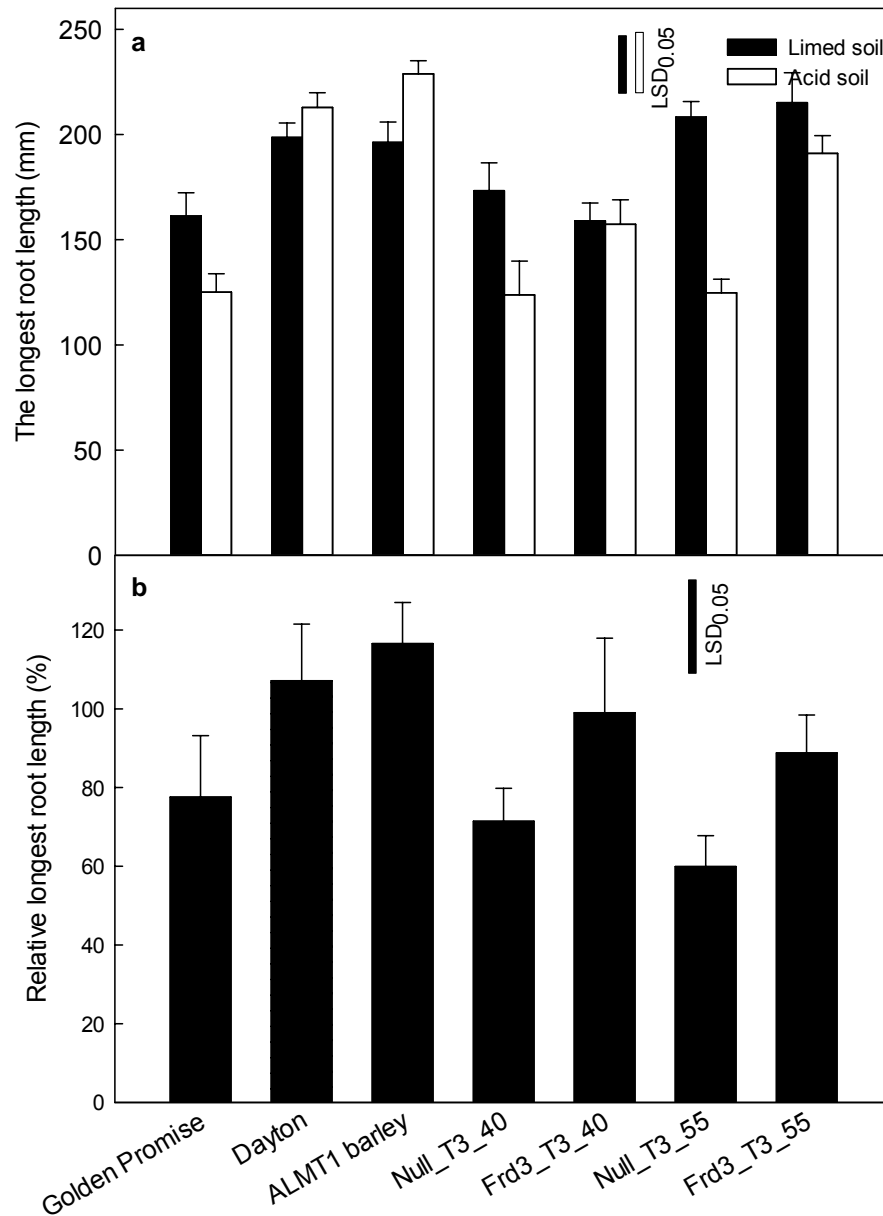 a
The longest root length (mm)
250
200
150
100
50
0
LSD0.05
Limed soil
Acid soil
b
Relative longest root length (%)
120
100
80
60
40
20
0
LSD0.05
Golden Promise
Dayton
ALMT1 barley
Null_T3_40
Frd3_T3_40
Null_T3_55
Frd3_T3_55